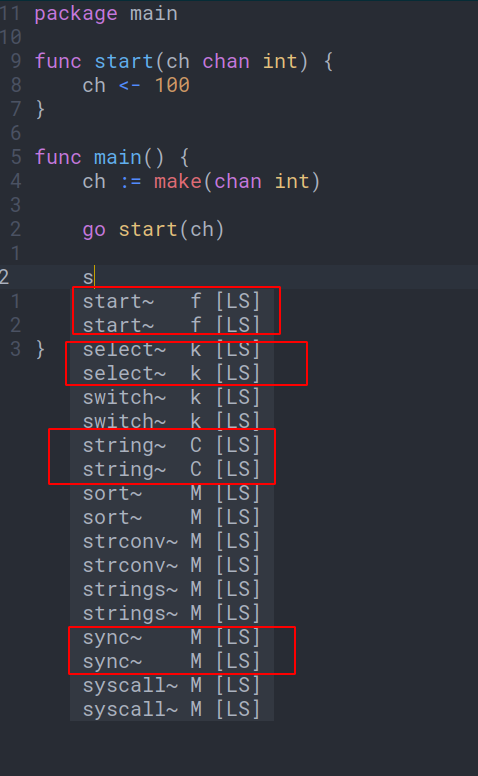 11 package main
10
9 func start(ch chan int) {
8     ch <- 100
7 }
6
5 func main() {
4     ch := make(chan int)
3
2     go start(ch)
1
2     s
1     start~   f [LS]
2     start~   f [LS]
3 }   select~  k [LS]
select~  k [LS]
switch~  k [LS]
switch~  k [LS]
string~  C [LS]
string~  C [LS]
sort~    M [LS]
sort~    M [LS]
strconv~ M [LS]
strconv~ M [LS]
strings~ M [LS]
strings~ M [LS]
sync~    M [LS]
sync~    M [LS]
syscall~ M [LS]
syscall~ M [LS]